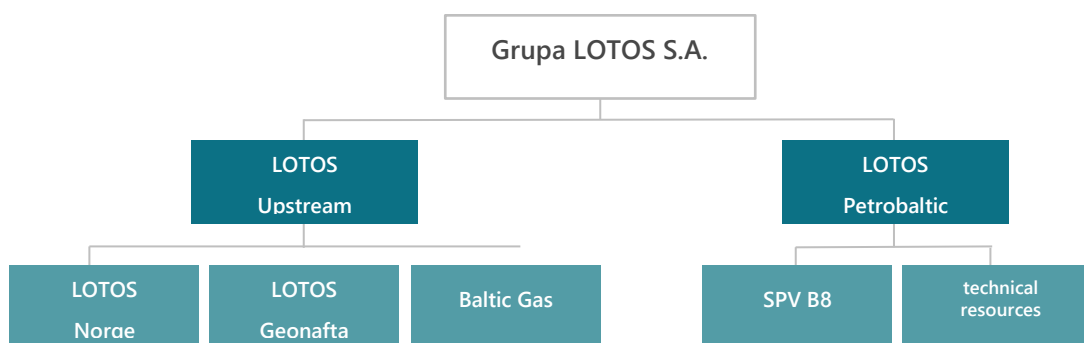 Grupa LOTOS S.A.
LOTOS
Upstream
LOTOS
Petrobaltic
LOTOS
Norge
LOTOS
Geonafta
Baltic Gas
SPV B8
technical
resources